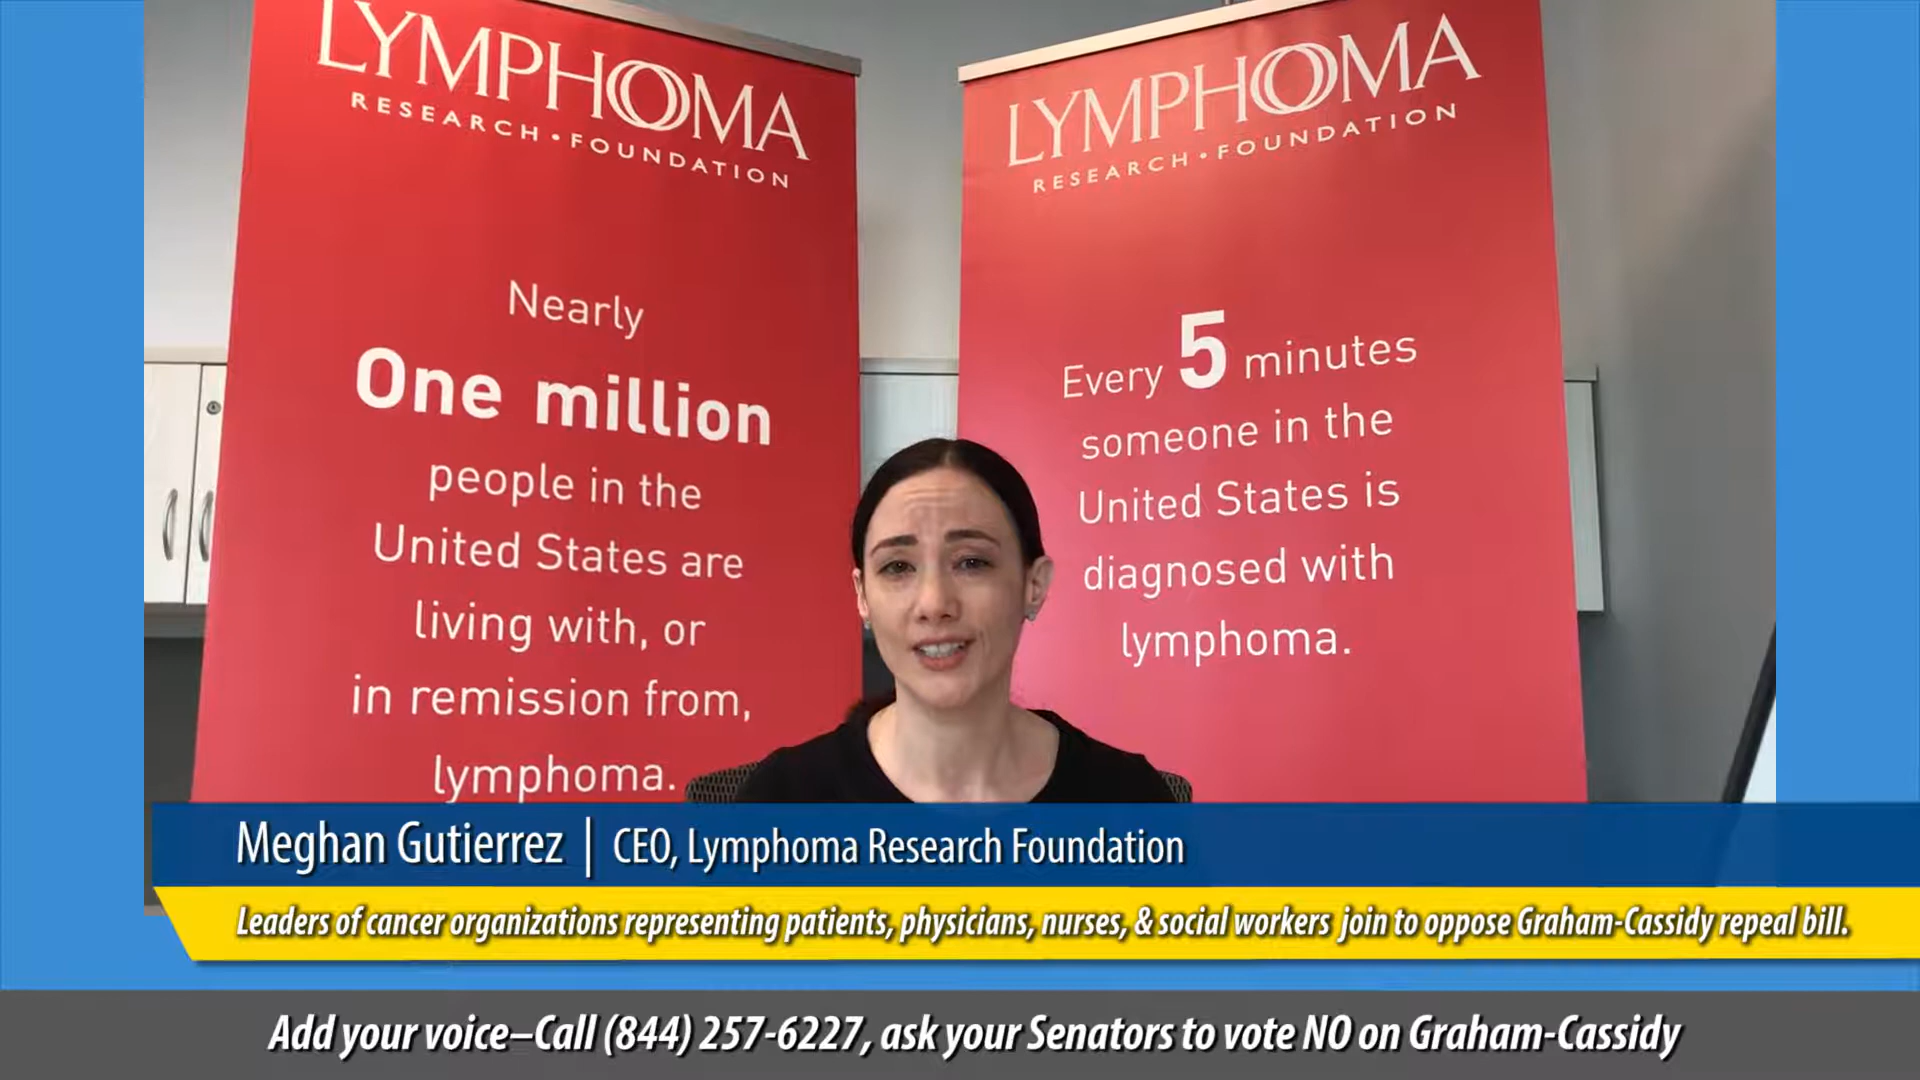 LYMPHOMA
RESEARCH • FOUNDATION
Nearly
One million
people in the
United States are
living with, or
in remission from,
lymphoma.
LYMPHOMA
RESEARCH • FOUNDATION
Every 5 minutes
someone in the
United States is
diagnosed with
lymphoma.
Meghan Gutierrez | CEO, Lymphoma Research Foundation
Leaders of cancer organizations representing patients, physicians, nurses, & social workers join to oppose Graham-Cassidy repeal bill.
Add your voice–Call (844) 257-6227, ask your Senators to vote NO on Graham-Cassidy